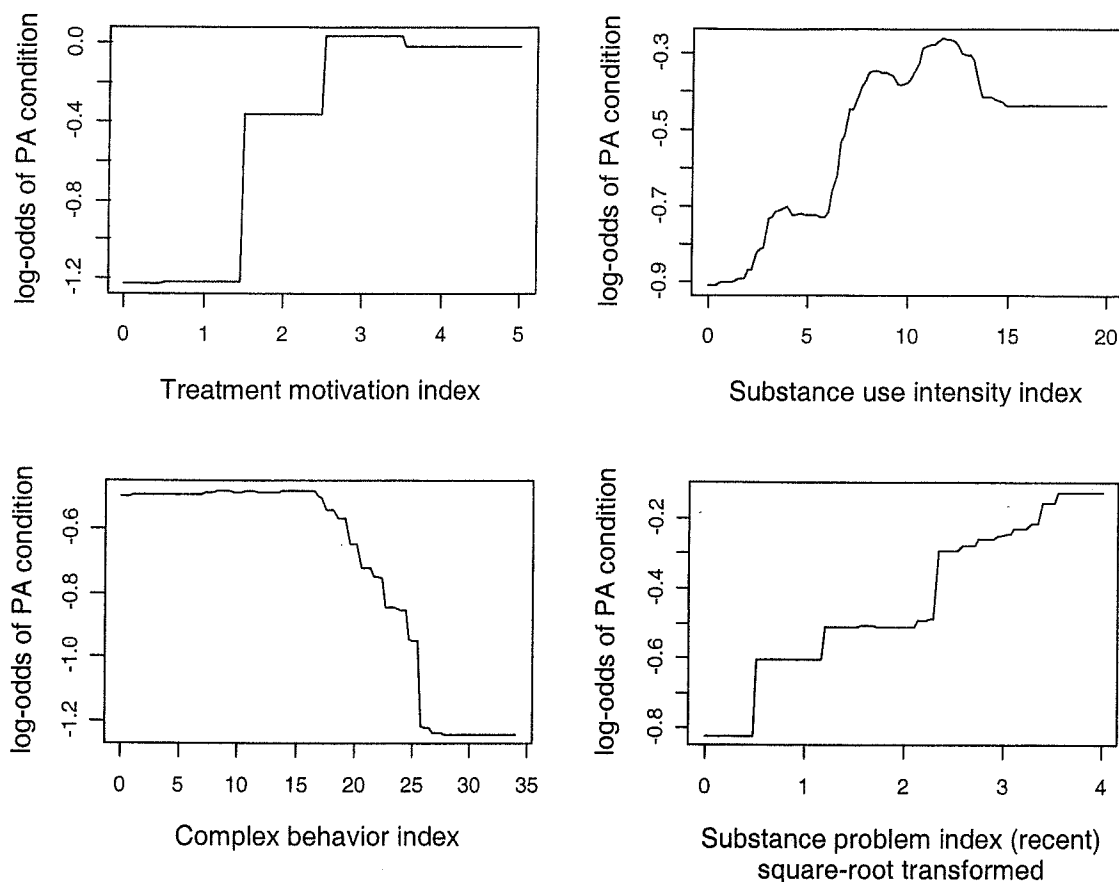 log-odds of PA condition
0.0
-0.4
-0.8
-1.2
0 1 2 3 4 5
Treatment motivation index
log-odds of PA condition
-0.3
-0.5
-0.7
-0.9
0 5 10 15 20
Substance use intensity index
log-odds of PA condition
-0.6
-0.8
-1.0
-1.2
0 5 10 15 20 25 30 35
Complex behavior index
log-odds of PA condition
-0.2
-0.4
-0.6
-0.8
0 1 2 3 4
Substance problem index (recent)
square-root transformed